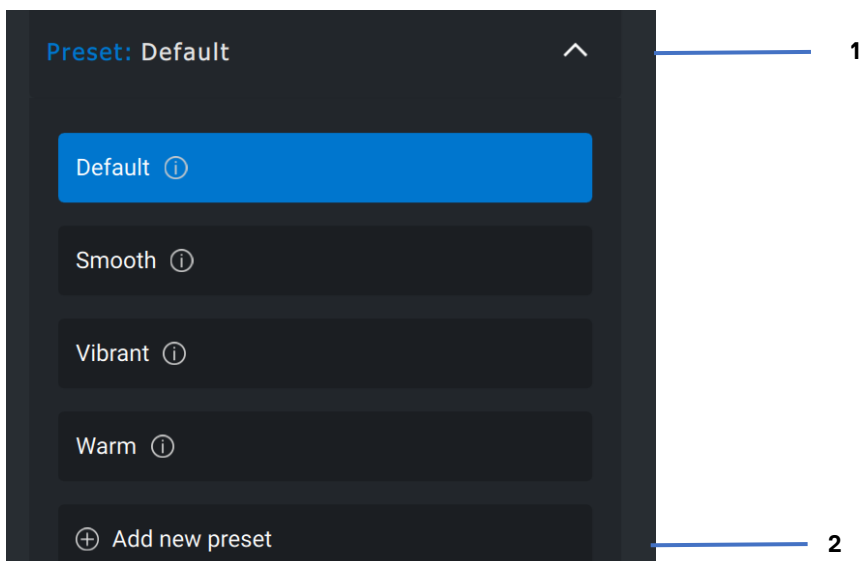 Preset: Default
1
Default
Smooth
Vibrant
Warm
Add new preset
2